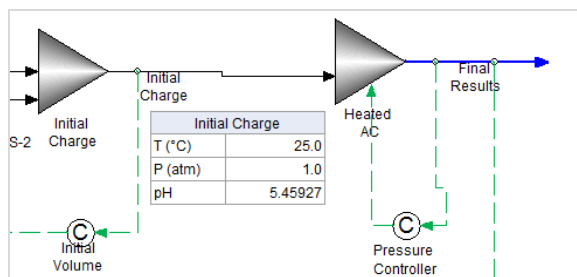 Initial
Charge
S-2
Initial
Charge
Initial Charge
T (°C) 25.0
P (atm) 1.0
pH 5.45927
C
Initial
Volume
Heated
AC
Final
Results
C
Pressure
Controller